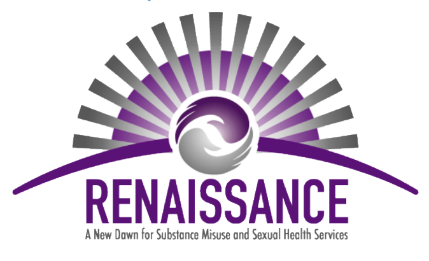 RENAISSANCE
A New Dawn for Substance Misuse and Sexual Health Services